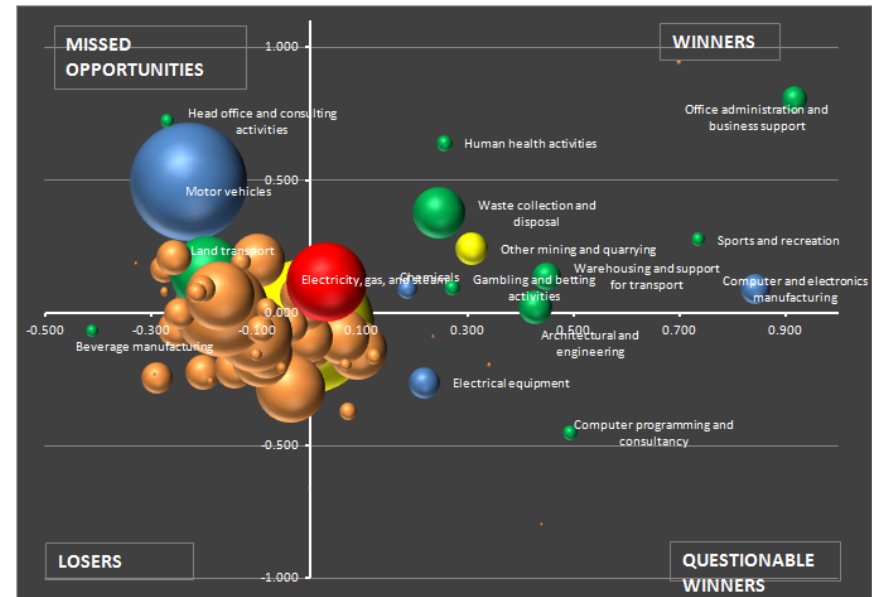 MISSED
OPPORTUNITIES
1.000
WINNERS
Head office and consulting
activities
Office administration and
business support
Human health activities
0.500
Motor vehicles
Waste collection and
disposal
Sports and recreation
Land transport
Other mining and quarrying
Electricity, gas, and steam
Chemicals
Gambling and betting
activities
Warehousing and support
for transport
Computer and electronics
manufacturing
0.000
-0.500
-0.300
-0.100
0.100
0.300
0.500
0.700
0.900
Beverage manufacturing
Architectural and
engineering
Electrical equipment
Computer programming and
consultancy
-0.500
LOSERS
QUESTIONABLE
WINNERS
-1.000